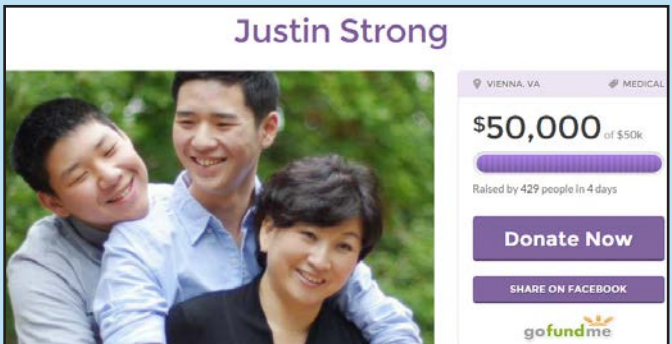 Justin Strong
VIENNA, VA MEDICAL
$50,000 of $50k
Raised by 429 people in 4 days
Donate Now
SHARE ON FACEBOOK
gofundme